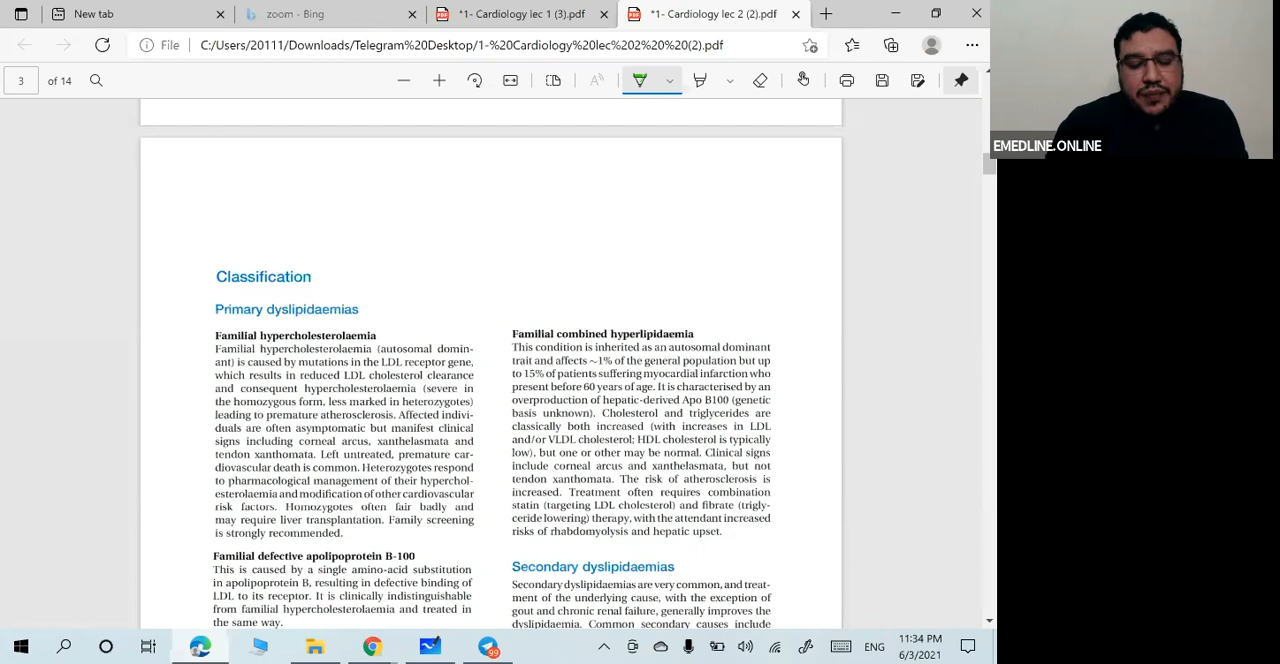 New tab
zoom - Bing
*1- Cardiology lec 1 (3).pdf
*1- Cardiology lec 2 (2).pdf
File
C:/Users/20111/Downloads/Telegram%20Desktop/1-%20Cardiology%20lec%202%20%20(2).pdf
3
of 14
EMEDLINE.ONLINE
Classification
Primary dyslipidaemias
Familial hypercholesterolaemia
Familial hypercholesterolaemia (autosomal domin-
ant) is caused by mutations in the LDL receptor gene,
which results in reduced LDL cholesterol clearance
and consequent hypercholesterolaemia (severe in
the homozygous form, less marked in heterozygotes)
leading to premature atherosclerosis. Affected indivi-
duals are often asymptomatic but manifest clinical
signs including corneal arcus, xanthelasmata and
tendon xanthomata. Left untreated, premature car-
diovascular death is common. Heterozygotes respond
to pharmacological management of their hyperchol-
esterolaemia and modification of other cardiovascular
risk factors. Homozygotes often fair badly and
may require liver transplantation. Family screening
is strongly recommended.
Familial defective apolipoprotein B-100
This is caused by a single amino-acid substitution
in apolipoprotein B, resulting in defective binding of
LDL to its receptor. It is clinically indistinguishable
from familial hypercholesterolaemia and treated in
the same way.
Familial combined hyperlipidaemia
This condition is inherited as an autosomal dominant
trait and affects ~1% of the general population but up
to 15% of patients suffering myocardial infarction who
present before 60 years of age. It is characterised by an
overproduction of hepatic-derived Apo B100 (genetic
basis unknown). Cholesterol and triglycerides are
classically both increased (with increases in LDL
and/or VLDL cholesterol; HDL cholesterol is typically
low), but one or other may be normal. Clinical signs
include corneal arcus and xanthelasmata, but not
tendon xanthomata. The risk of atherosclerosis is
increased. Treatment often requires combination
statin (targeting LDL cholesterol) and fibrate (trigly-
ceride lowering) therapy, with the attendant increased
risks of rhabdomyolysis and hepatic upset.
Secondary dyslipidaemias
Secondary dyslipidaemias are very common, and treat-
ment of the underlying cause, with the exception of
gout and chronic renal failure, generally improves the
dyslipidaemia. Common secondary causes include
99
ENG
11:34 PM
6/3/2021